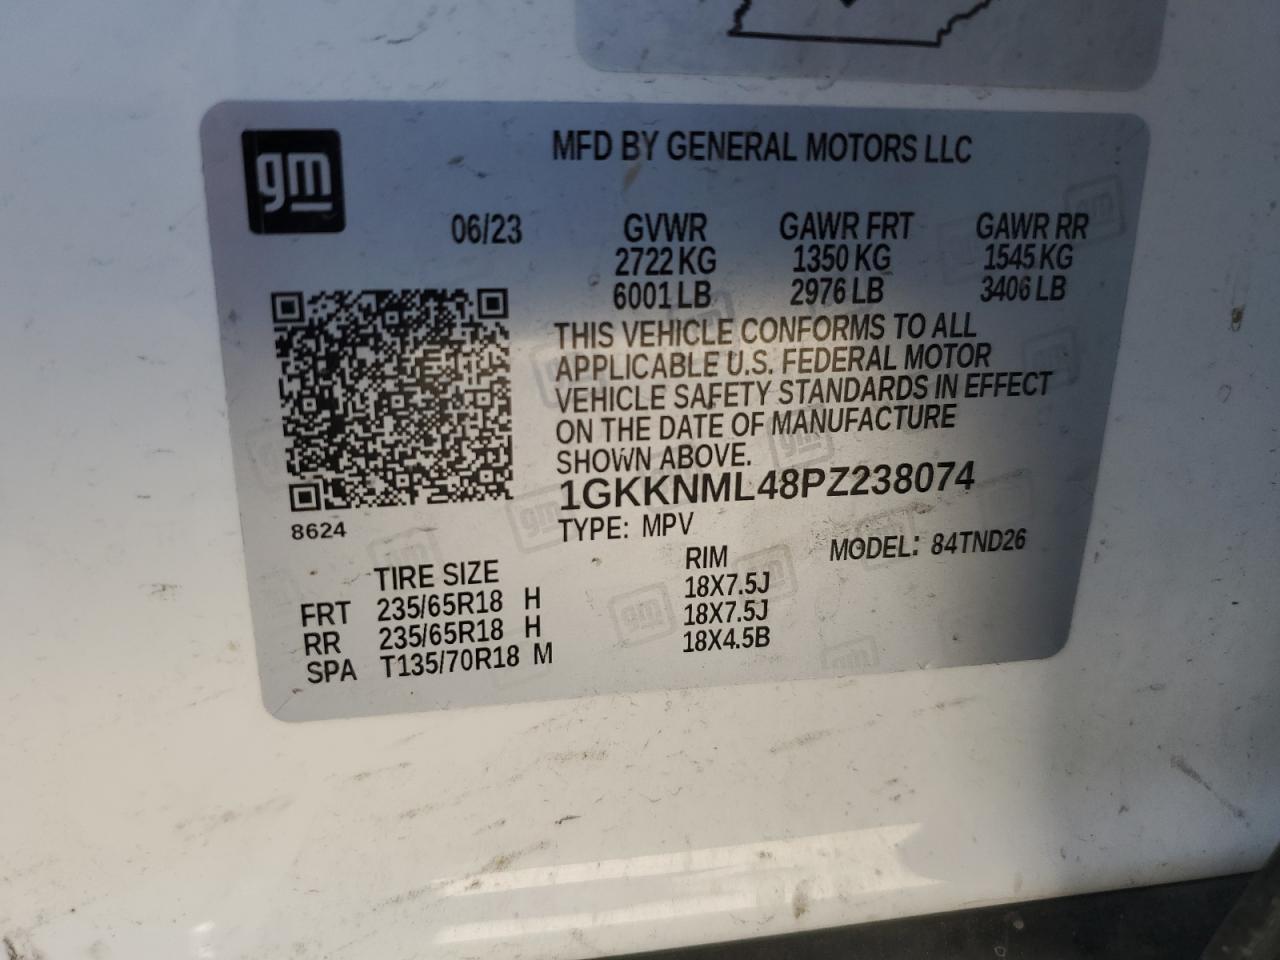 gm
MFD BY GENERAL MOTORS LLC
06/23 GVWR GAWR FRT GAWR RR
2722 KG 1350 KG 1545 KG
6001 LB 2976 LB 3406 LB
THIS VEHICLE CONFORMS TO ALL
APPLICABLE U.S. FEDERAL MOTOR
VEHICLE SAFETY STANDARDS IN EFFECT
ON THE DATE OF MANUFACTURE
SHOWN ABOVE.
1GKKNML48PZ238074
8624
TYPE: MPV MODEL: 84TND26
TIRE SIZE RIM
FRT 235/65R18 H 18X7.5J
RR 235/65R18 H 18X7.5J
SPA T135/70R18 M 18X4.5B